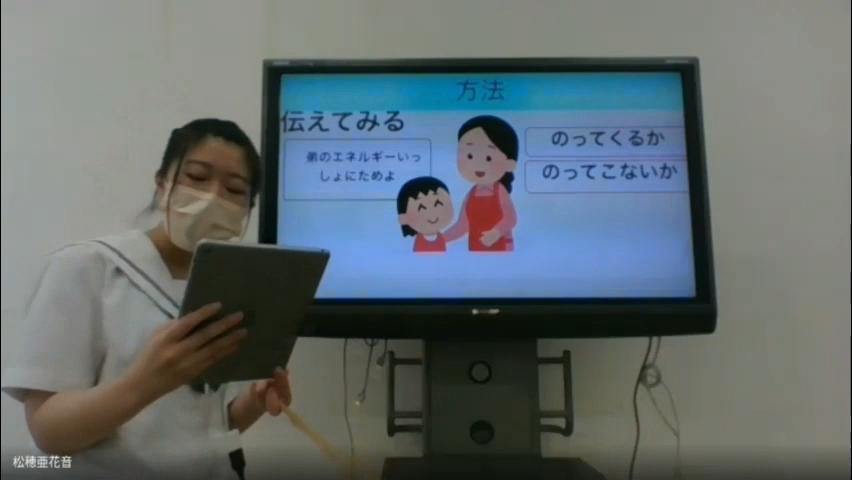 方法
伝えてみる
弟のエネルギーいっ
しょにためよ
のってくるか
のってこないか
松穂亜花音